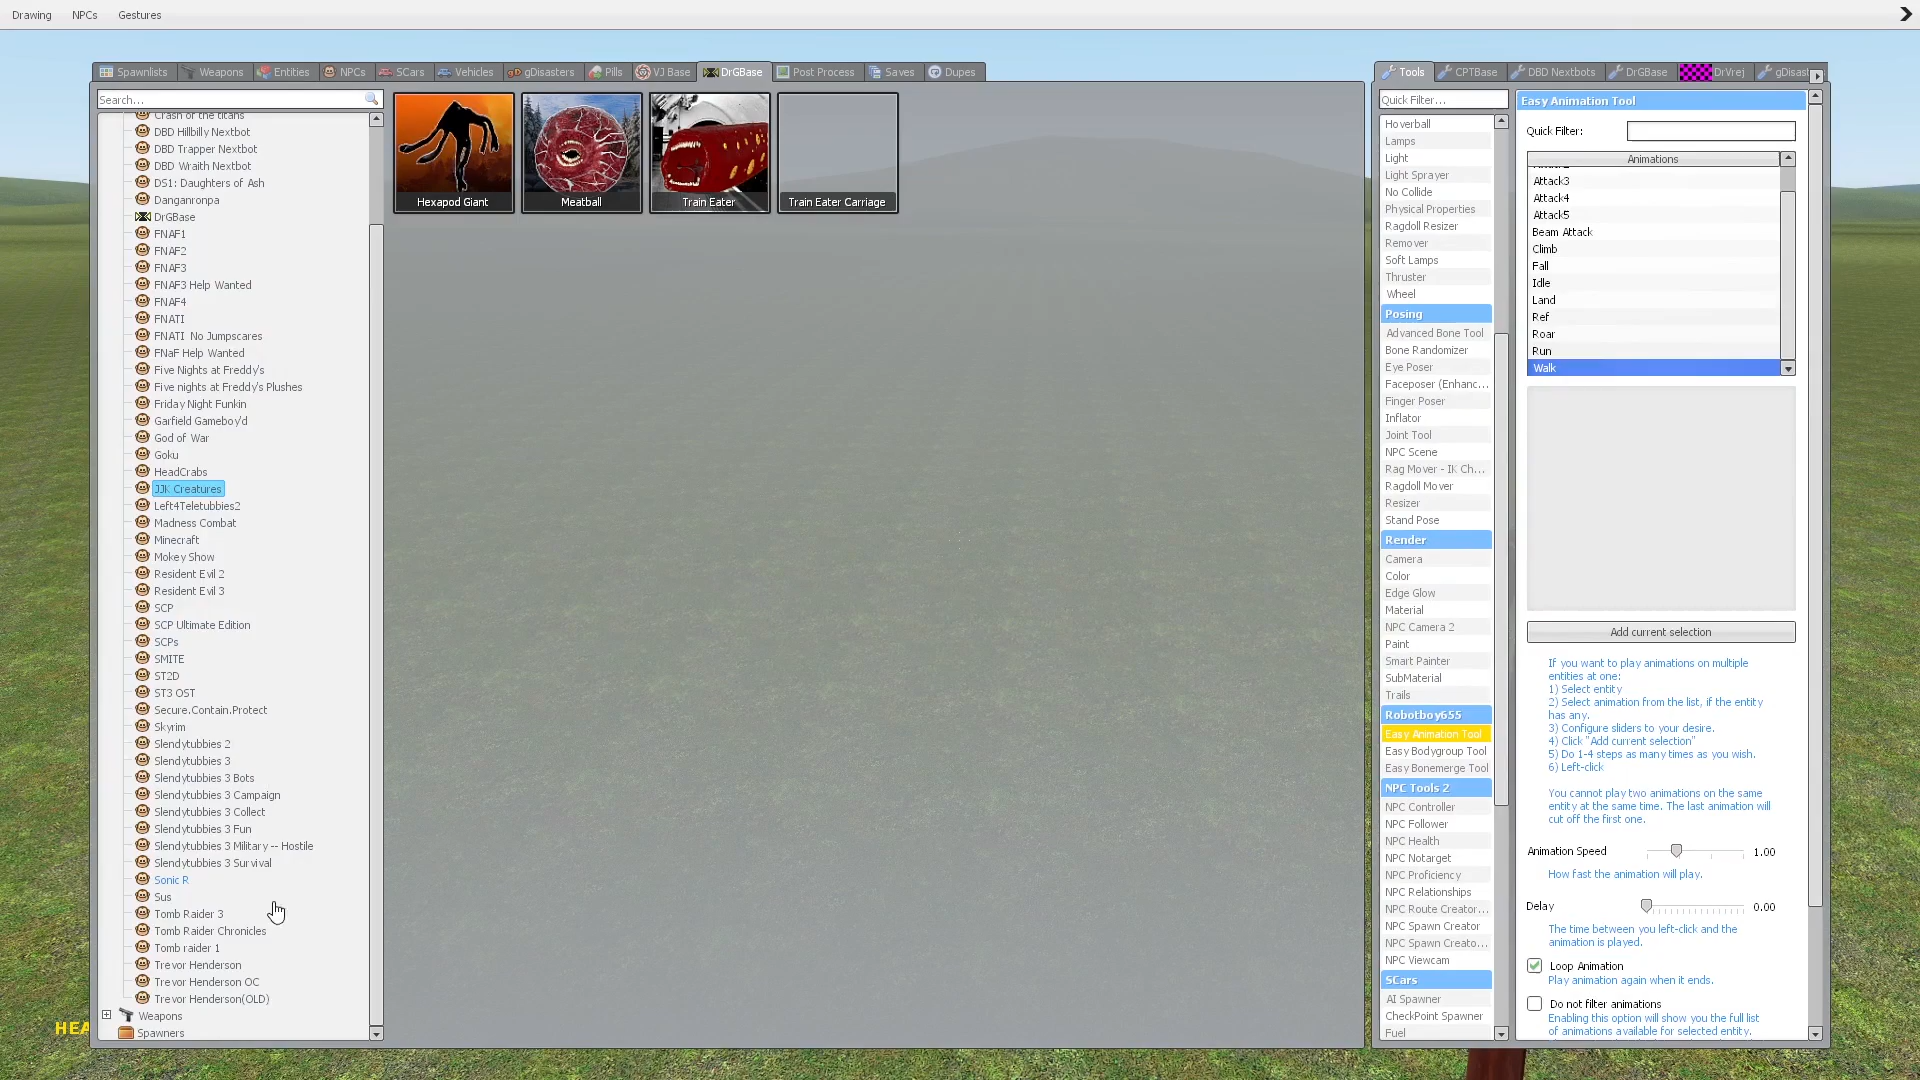 Drawing
NPCs
Gestures
Spawnlists
Weapons
Entities
NPCs
SCars
Vehicles
gDisasters
Pills
VJ Base
DrGBase
Post Process
Saves
Dupes
Search...
Crash of the titans
DBD Hillbilly Nextbot
DBD Trapper Nextbot
DBD Wraith Nextbot
DS1: Daughters of Ash
Danganronpa
DrGBase
FNAF1
FNAF2
FNAF3
FNAF3 Help Wanted
FNAF4
FNATI
FNATI No Jumpscares
FNaF Help Wanted
Five Nights at Freddy's
Five nights at Freddy's Plushes
Friday Night Funkin
Garfield Gameboy'd
God of War
Goku
HeadCrabs
JJK Creatures
Left4Teletubbies2
Madness Combat
Minecraft
Mokey Show
Resident Evil 2
Resident Evil 3
SCP
SCP Ultimate Edition
SCPs
SMITE
ST2D
ST3 OST
Secure.Contain.Protect
Skyrim
Slendytubbies 2
Slendytubbies 3
Slendytubbies 3 Bots
Slendytubbies 3 Campaign
Slendytubbies 3 Collect
Slendytubbies 3 Fun
Slendytubbies 3 Military -- Hostile
Slendytubbies 3 Survival
Sonic R
Sus
Tomb Raider 3
Tomb Raider Chronicles
Tomb raider 1
Trevor Henderson
Trevor Henderson OC
Trevor Henderson(OLD)
Weapons
Spawners
HEA
Hexapod Giant
Meatball
Train Eater
Train Eater Carriage
Tools
CPTBase
DBD Nextbots
DrGBase
DrVrej
gDisast
Quick Filter...
Hoverball
Lamps
Light
Light Sprayer
No Collide
Physical Properties
Ragdoll Resizer
Remover
Soft Lamps
Thruster
Wheel
Posing
Advanced Bone Tool
Bone Randomizer
Eye Poser
Faceposer (Enhanc...
Finger Poser
Inflator
Joint Tool
NPC Scene
Rag Mover - IK Ch...
Ragdoll Mover
Resizer
Stand Pose
Render
Camera
Color
Edge Glow
Material
NPC Camera 2
Paint
Smart Painter
SubMaterial
Trails
Robotboy655
Easy Animation Tool
Easy Bodygroup Tool
Easy Bonemerge Tool
NPC Tools 2
NPC Controller
NPC Follower
NPC Health
NPC Notarget
NPC Proficiency
NPC Relationships
NPC Route Creator...
NPC Spawn Creator
NPC Spawn Creato...
NPC Viewcam
SCars
AI Spawner
CheckPoint Spawner
Fuel
Easy Animation Tool
Quick Filter:
Animations
Attack3
Attack4
Attack5
Beam Attack
Climb
Fall
Idle
Land
Ref
Roar
Run
Walk
Add current selection
If you want to play animations on multiple
entities at one:
1) Select entity
2) Select animation from the list, if the entity
has any.
3) Configure sliders to your desire.
4) Click "Add current selection"
5) Do 1-4 steps as many times as you wish.
6) Left-click
You cannot play two animations on the same
entity at the same time. The last animation will
cut off the first one.
Animation Speed 1.00
How fast the animation will play.
Delay 0.00
The time between you left-click and the
animation is played.
Loop Animation
Play animation again when it ends.
Do not filter animations
Enabling this option will show you the full list
of animations available for selected entity.